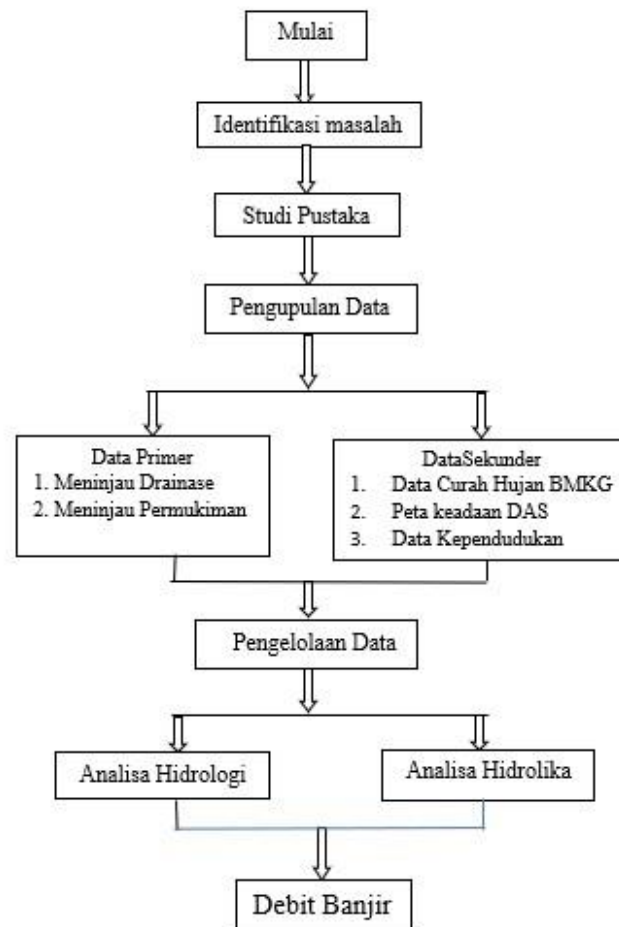 Mulai
Identifikasi masalah
Studi Pustaka
Pengupulan Data
Data Primer
1. Meninjau Drainase
2. Meninjau Permukiman
DataSekunder
1. Data Curah Hujan BMKG
2. Peta keadaan DAS
3. Data Kependudukan
Pengelolaan Data
Analisa Hidrologi
Analisa Hidrolika
Debit Banjir